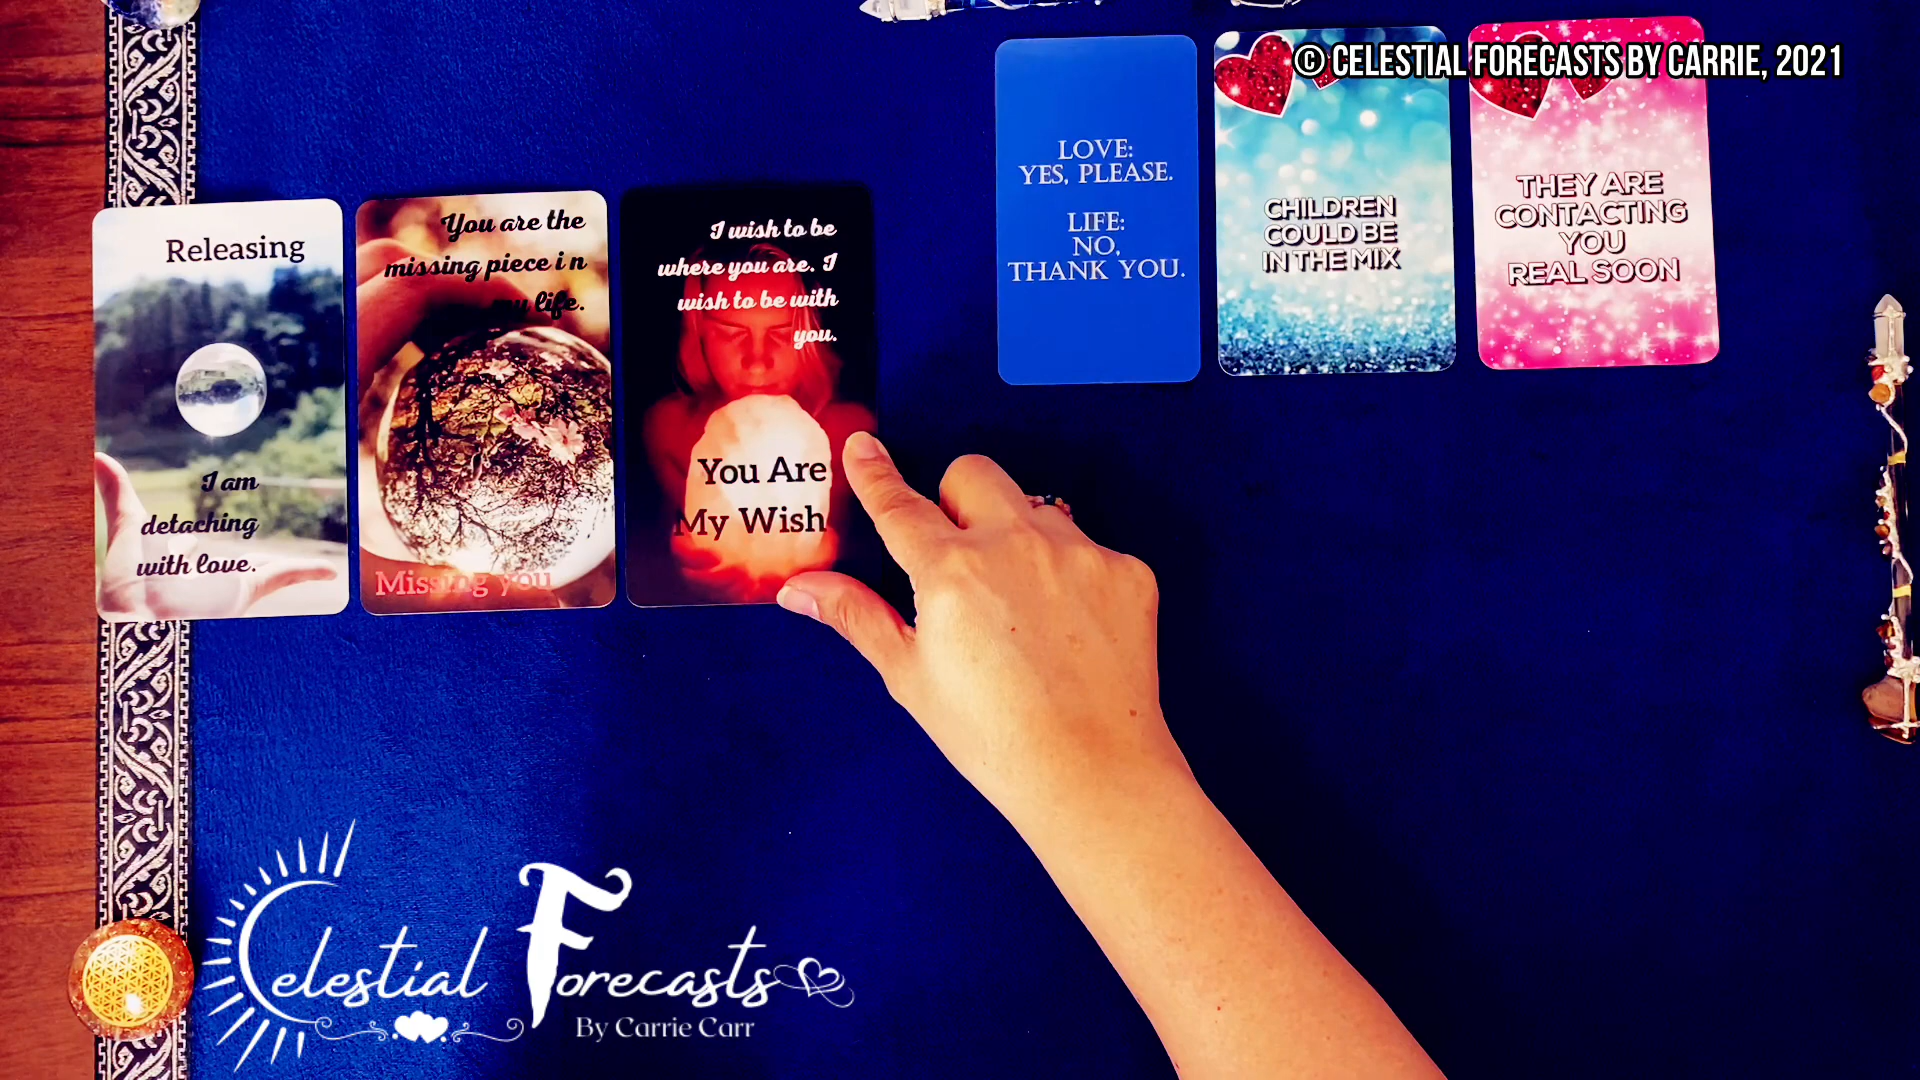 © CELESTIAL FORECASTS BY CARRIE, 2021
Releasing
I am
detaching
with love.
You are the
missing piece i n
my life.
Missing you
I wish to be
where you are. I
wish to be with
you.
You Are
My Wish
LOVE:
YES, PLEASE.
LIFE:
NO,
THANK YOU.
CHILDREN
COULD BE
IN THE MIX
THEY ARE
CONTACTING
YOU
REAL SOON
Celestial Forecasts
By Carrie Carr